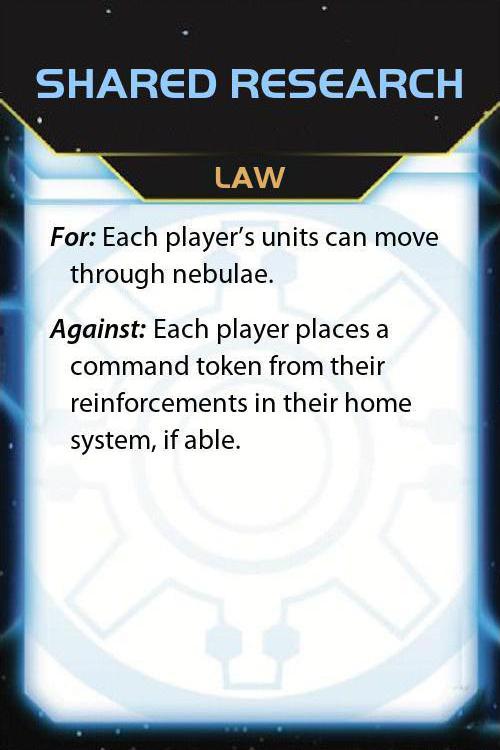 SHARED RESEARCH
LAW
For: Each player’s units can move
through nebulae.
Against: Each player places a
command token from their
reinforcements in their home
system, if able.